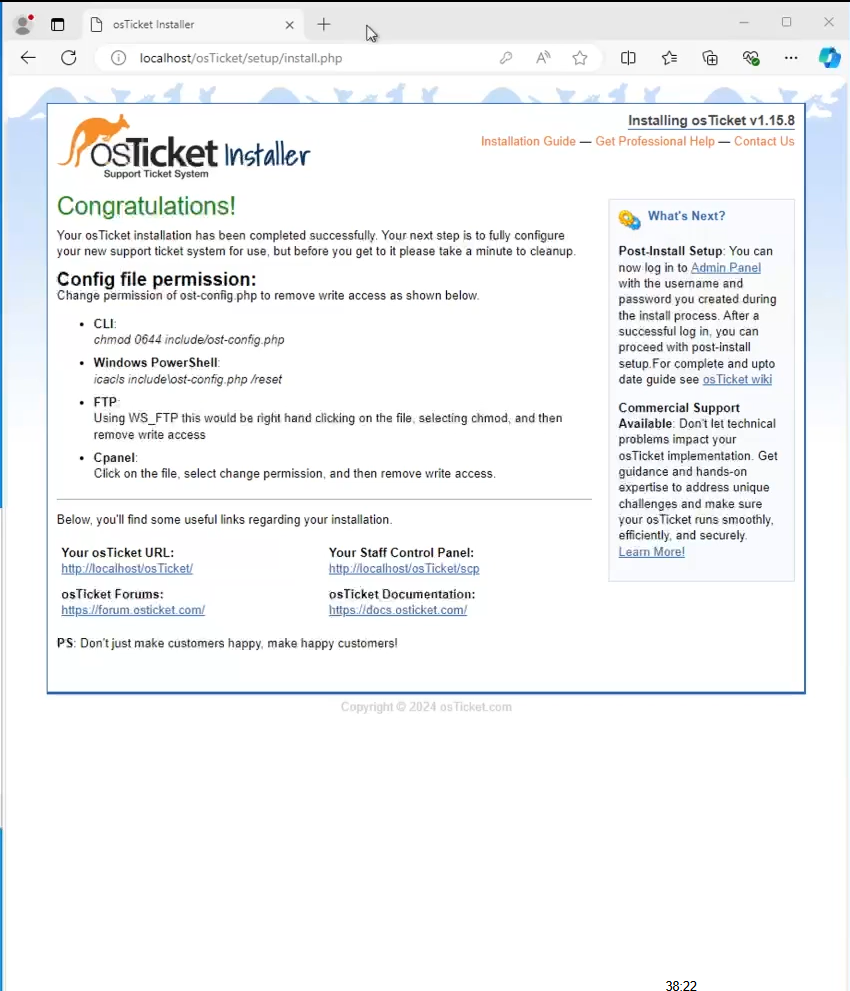 osTicket Installer
localhost/osTicket/setup/install.php
osTicket Installer
Support Ticket System
Installing osTicket v1.15.8
Installation Guide — Get Professional Help — Contact Us
Congratulations!
Your osTicket installation has been completed successfully. Your next step is to fully configure
your new support ticket system for use, but before you get to it please take a minute to cleanup.
Config file permission:
Change permission of ost-config.php to remove write access as shown below.
• CLI:
chmod 0644 include/ost-config.php
• Windows PowerShell:
icacls include\ost-config.php /reset
• FTP:
Using WS_FTP this would be right hand clicking on the file, selecting chmod, and then
remove write access
• Cpanel:
Click on the file, select change permission, and then remove write access.
Below, you'll find some useful links regarding your installation.
Your osTicket URL:
http://localhost/osTicket/
Your Staff Control Panel:
http://localhost/osTicket/scp
osTicket Forums:
https://forum.osticket.com/
osTicket Documentation:
https://docs.osticket.com/
PS: Don't just make customers happy, make happy customers!
What's Next?
Post-Install Setup: You can
now log in to Admin Panel
with the username and
password you created during
the install process. After a
successful log in, you can
proceed with post-install
setup.For complete and upto
date guide see osTicket wiki
Commercial Support
Available: Don't let technical
problems impact your
osTicket implementation. Get
guidance and hands-on
expertise to address unique
challenges and make sure
your osTicket runs smoothly,
efficiently, and securely.
Learn More!
Copyright © 2024 osTicket.com
38:22